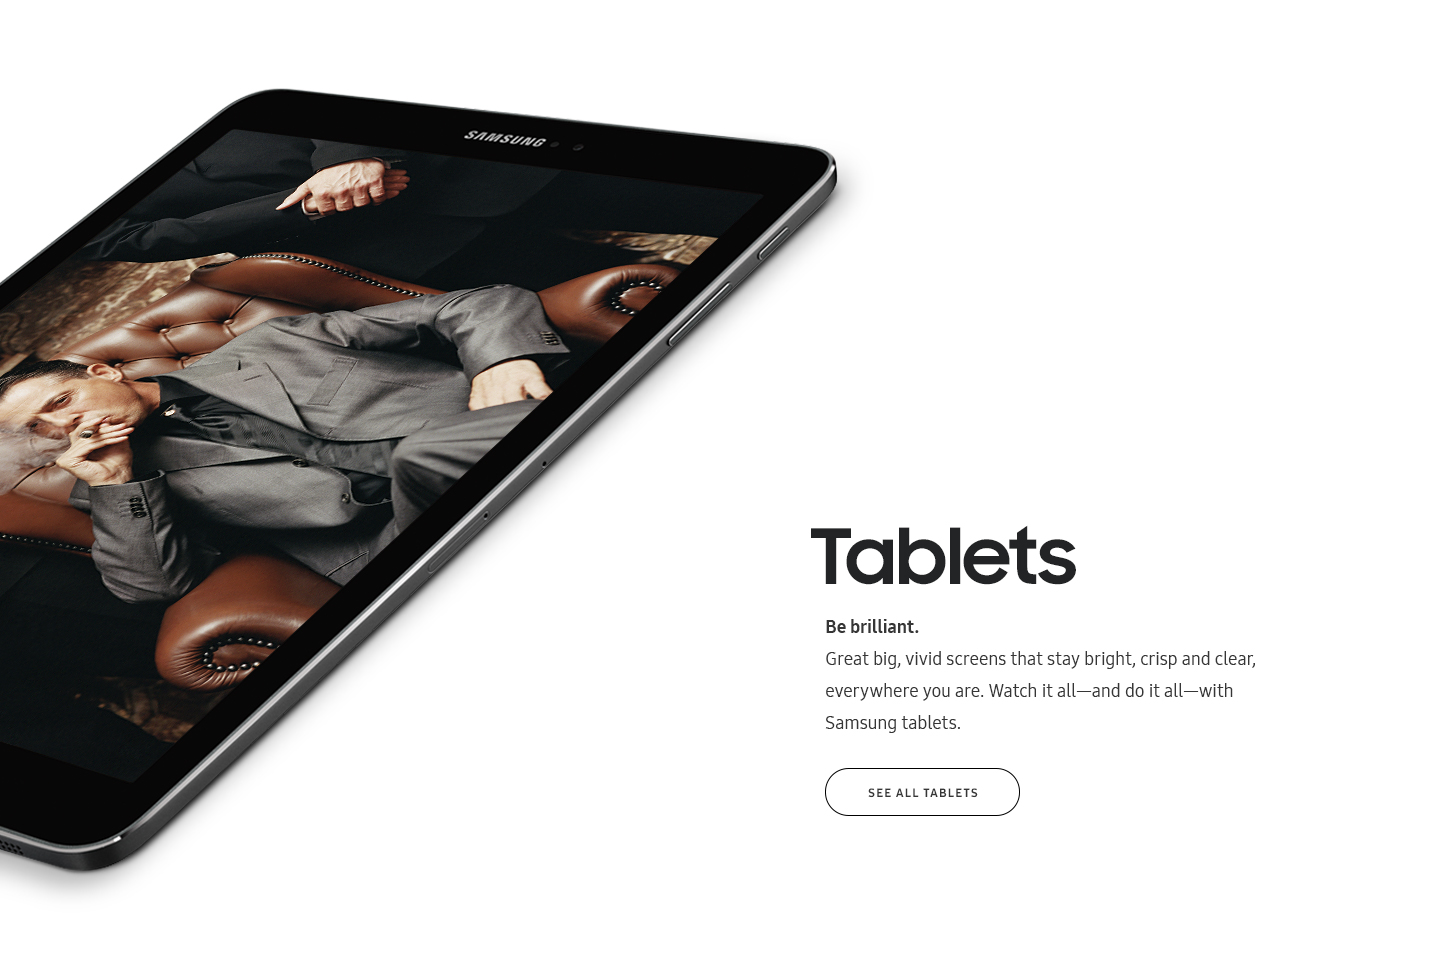 SAMSUNG
Tablets
Be brilliant.
Great big, vivid screens that stay bright, crisp and clear,
everywhere you are. Watch it all—and do it all—with
Samsung tablets.
SEE ALL TABLETS